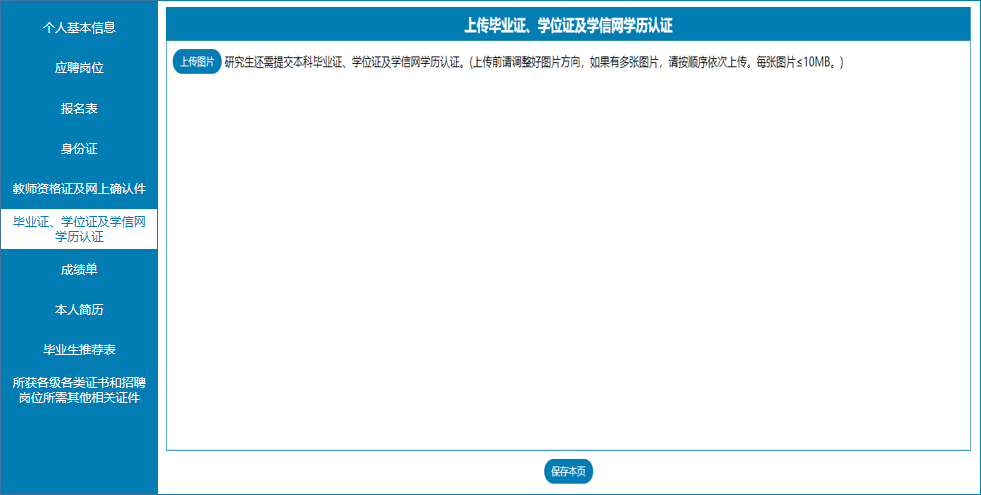 个人基本信息
应聘岗位
报名表
身份证
教师资格证及网上确认件
毕业证、学位证及学信网
学历认证
成绩单
本人简历
毕业生推荐表
所获各级各类证书和招聘
岗位所需其他相关证件
上传毕业证、学位证及学信网学历认证
上传图片 研究生还需提交本科毕业证、学位证及学信网学历认证。(上传前请调整好图片方向，如果有多张图片，请按顺序依次上传。每张图片≤10MB。)
保存本页